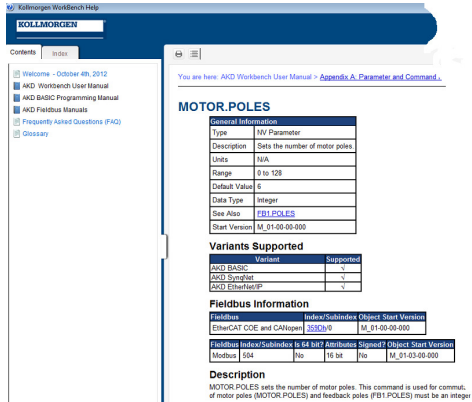 Kollmorgen WorkBench Help
KOLLMORGEN
Contents Index
Welcome - October 4th, 2012
AKD Workbench User Manual
AKD BASIC Programming Manual
AKD Fieldbus Manuals
Frequently Asked Questions (FAQ)
Glossary
You are here: AKD Workbench User Manual > Appendix A: Parameter and Command
MOTOR.POLES
General Information
Type NV Parameter
Description Sets the number of motor poles.
Units N/A
Range 0 to 128
Default Value 6
Data Type Integer
See Also FB1.POLES
Start Version M_01-00-00-000
Variants Supported
Variant Supported
AKD BASIC √
AKD SynqNet √
AKD EtherNet/IP √
Fieldbus Information
Fieldbus Index/Subindex Object Start Version
EtherCAT COE and CANopen 359Dh/0 M_01-00-00-000
Fieldbus Index/Subindex Is 64 bit? Attributes Signed? Object Start Version
Modbus 504 No 16 bit No M_01-03-00-000
Description
MOTOR.POLES sets the number of motor poles. This command is used for
of motor poles (MOTOR.POLES) and feedback poles (FB1.POLES) must be an integer